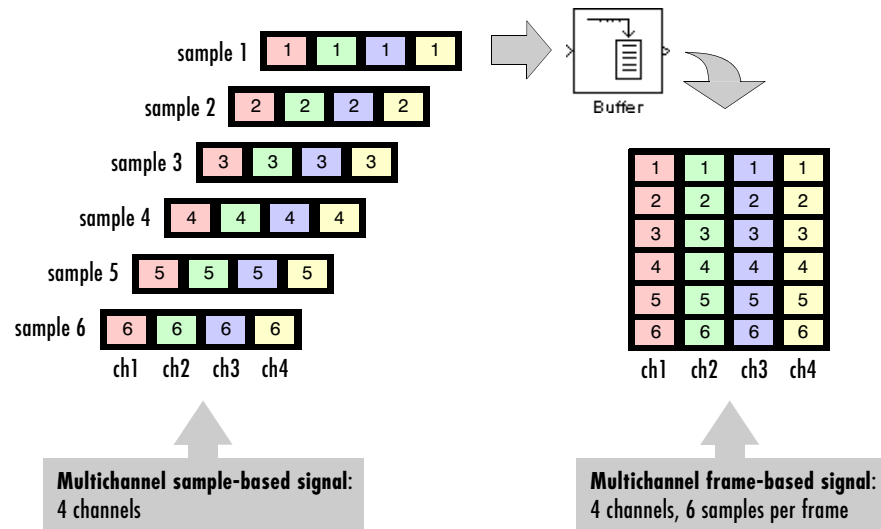 sample 1 1 1 1 1
Buffer
sample 2 2 2 2 2
sample 3 3 3 3 3
sample 4 4 4 4 4
sample 5 5 5 5 5
sample 6 6 6 6 6
ch1 ch2 ch3 ch4
1 1 1 1
2 2 2 2
3 3 3 3
4 4 4 4
5 5 5 5
6 6 6 6
ch1 ch2 ch3 ch4
Multichannel sample-based signal:
4 channels
Multichannel frame-based signal:
4 channels, 6 samples per frame